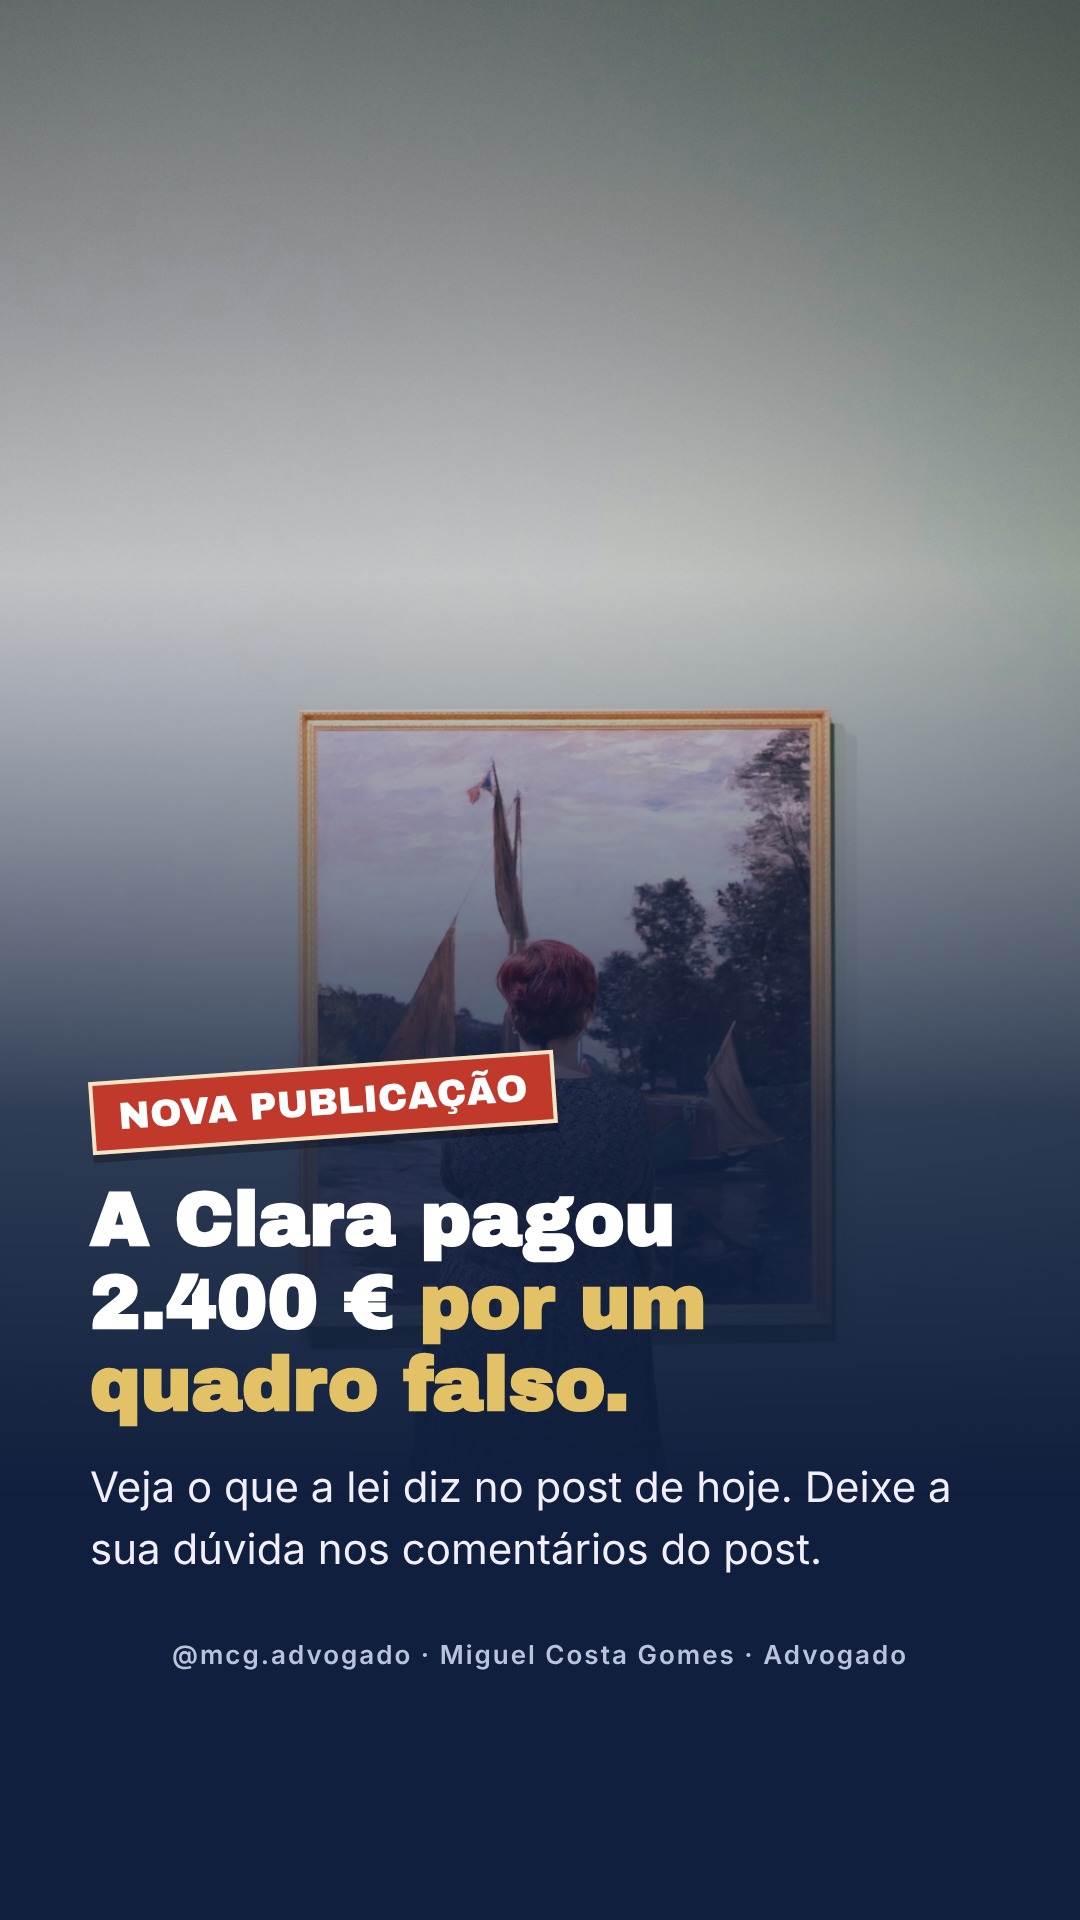 NOVA PUBLICAÇÃO
A Clara pagou
2.400 € por um
quadro falso.
Veja o que a lei diz no post de hoje. Deixe a
sua dúvida nos comentários do post.
@mcg.advogado · Miguel Costa Gomes · Advogado